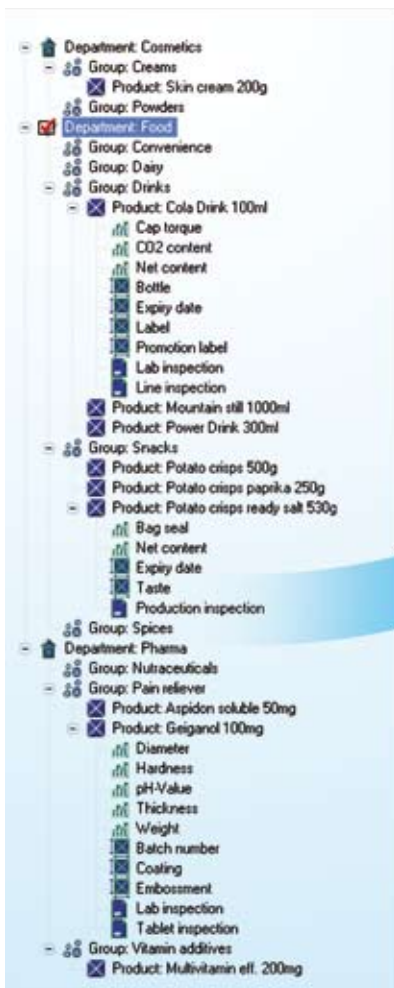 Department: Cosmetics
Group: Creams
Product: Skin cream 200g
Group: Powders
Department: Food
Group: Convenience
Group: Dairy
Group: Drinks
Product: Cola Drink 100ml
Cap torque
CO2 content
Net content
Bottle
Expiry date
Label
Promotion label
Lab inspection
Line inspection
Product: Mountain still 1000ml
Product: Power Drink 300ml
Group: Snacks
Product: Potato crisps 500g
Product: Potato crisps paprika 250g
Product: Potato crisps ready salt 530g
Bag seal
Net content
Expiry date
Taste
Production inspection
Group: Spices
Department: Pharma
Group: Nutraceuticals
Group: Pain reliever
Product: Aspidon soluble 50mg
Product: Geiganol 100mg
Diameter
Hardness
pH-Value
Thickness
Weight
Batch number
Coating
Embossment
Lab inspection
Tablet inspection
Group: Vitamin additives
Product: Multivitamin eff. 200mg